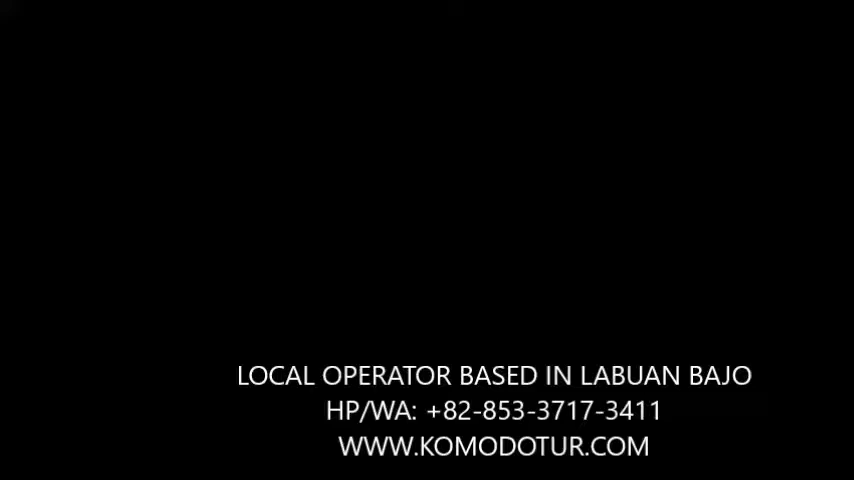 LOCAL OPERATOR BASED IN LABUAN BAJO
HP/WA: +82-853-3717-3411
WWW.KOMODOTUR.COM